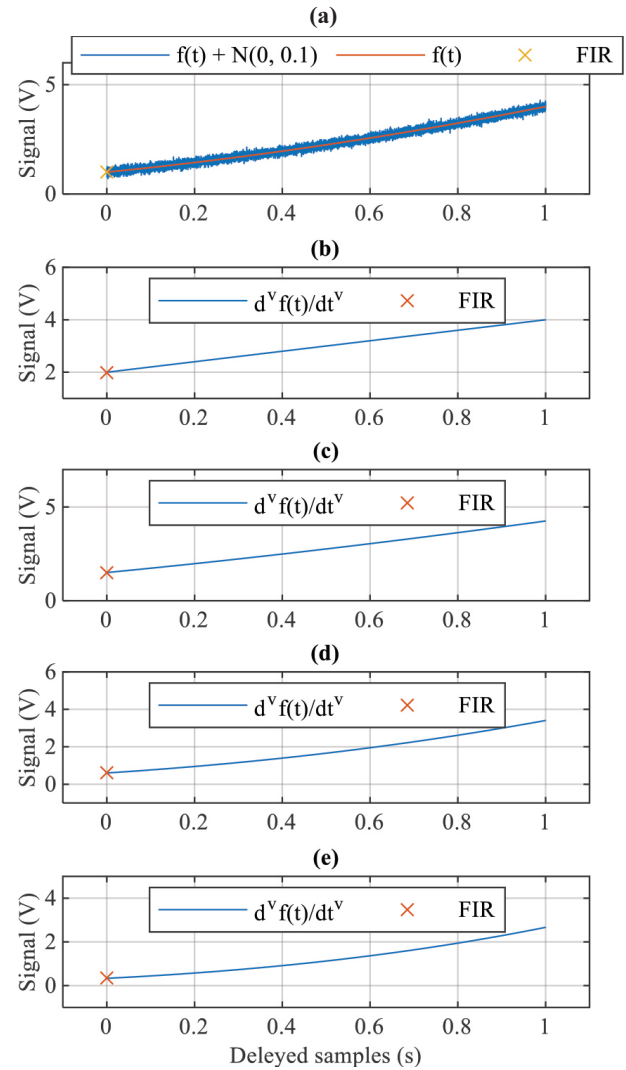 (a)
f(t) + N(0, 0.1) f(t) FIR
5
0
Signal (V)
0 0.2 0.4 0.6 0.8 1
(b)
d^v f(t)/dt^v FIR
6
4
2
Signal (V)
0 0.2 0.4 0.6 0.8 1
(c)
d^v f(t)/dt^v FIR
5
0
Signal (V)
0 0.2 0.4 0.6 0.8 1
(d)
d^v f(t)/dt^v FIR
6
4
2
0
Signal (V)
0 0.2 0.4 0.6 0.8 1
(e)
d^v f(t)/dt^v FIR
4
2
0
Signal (V)
0 0.2 0.4 0.6 0.8 1
Deleyed samples (s)